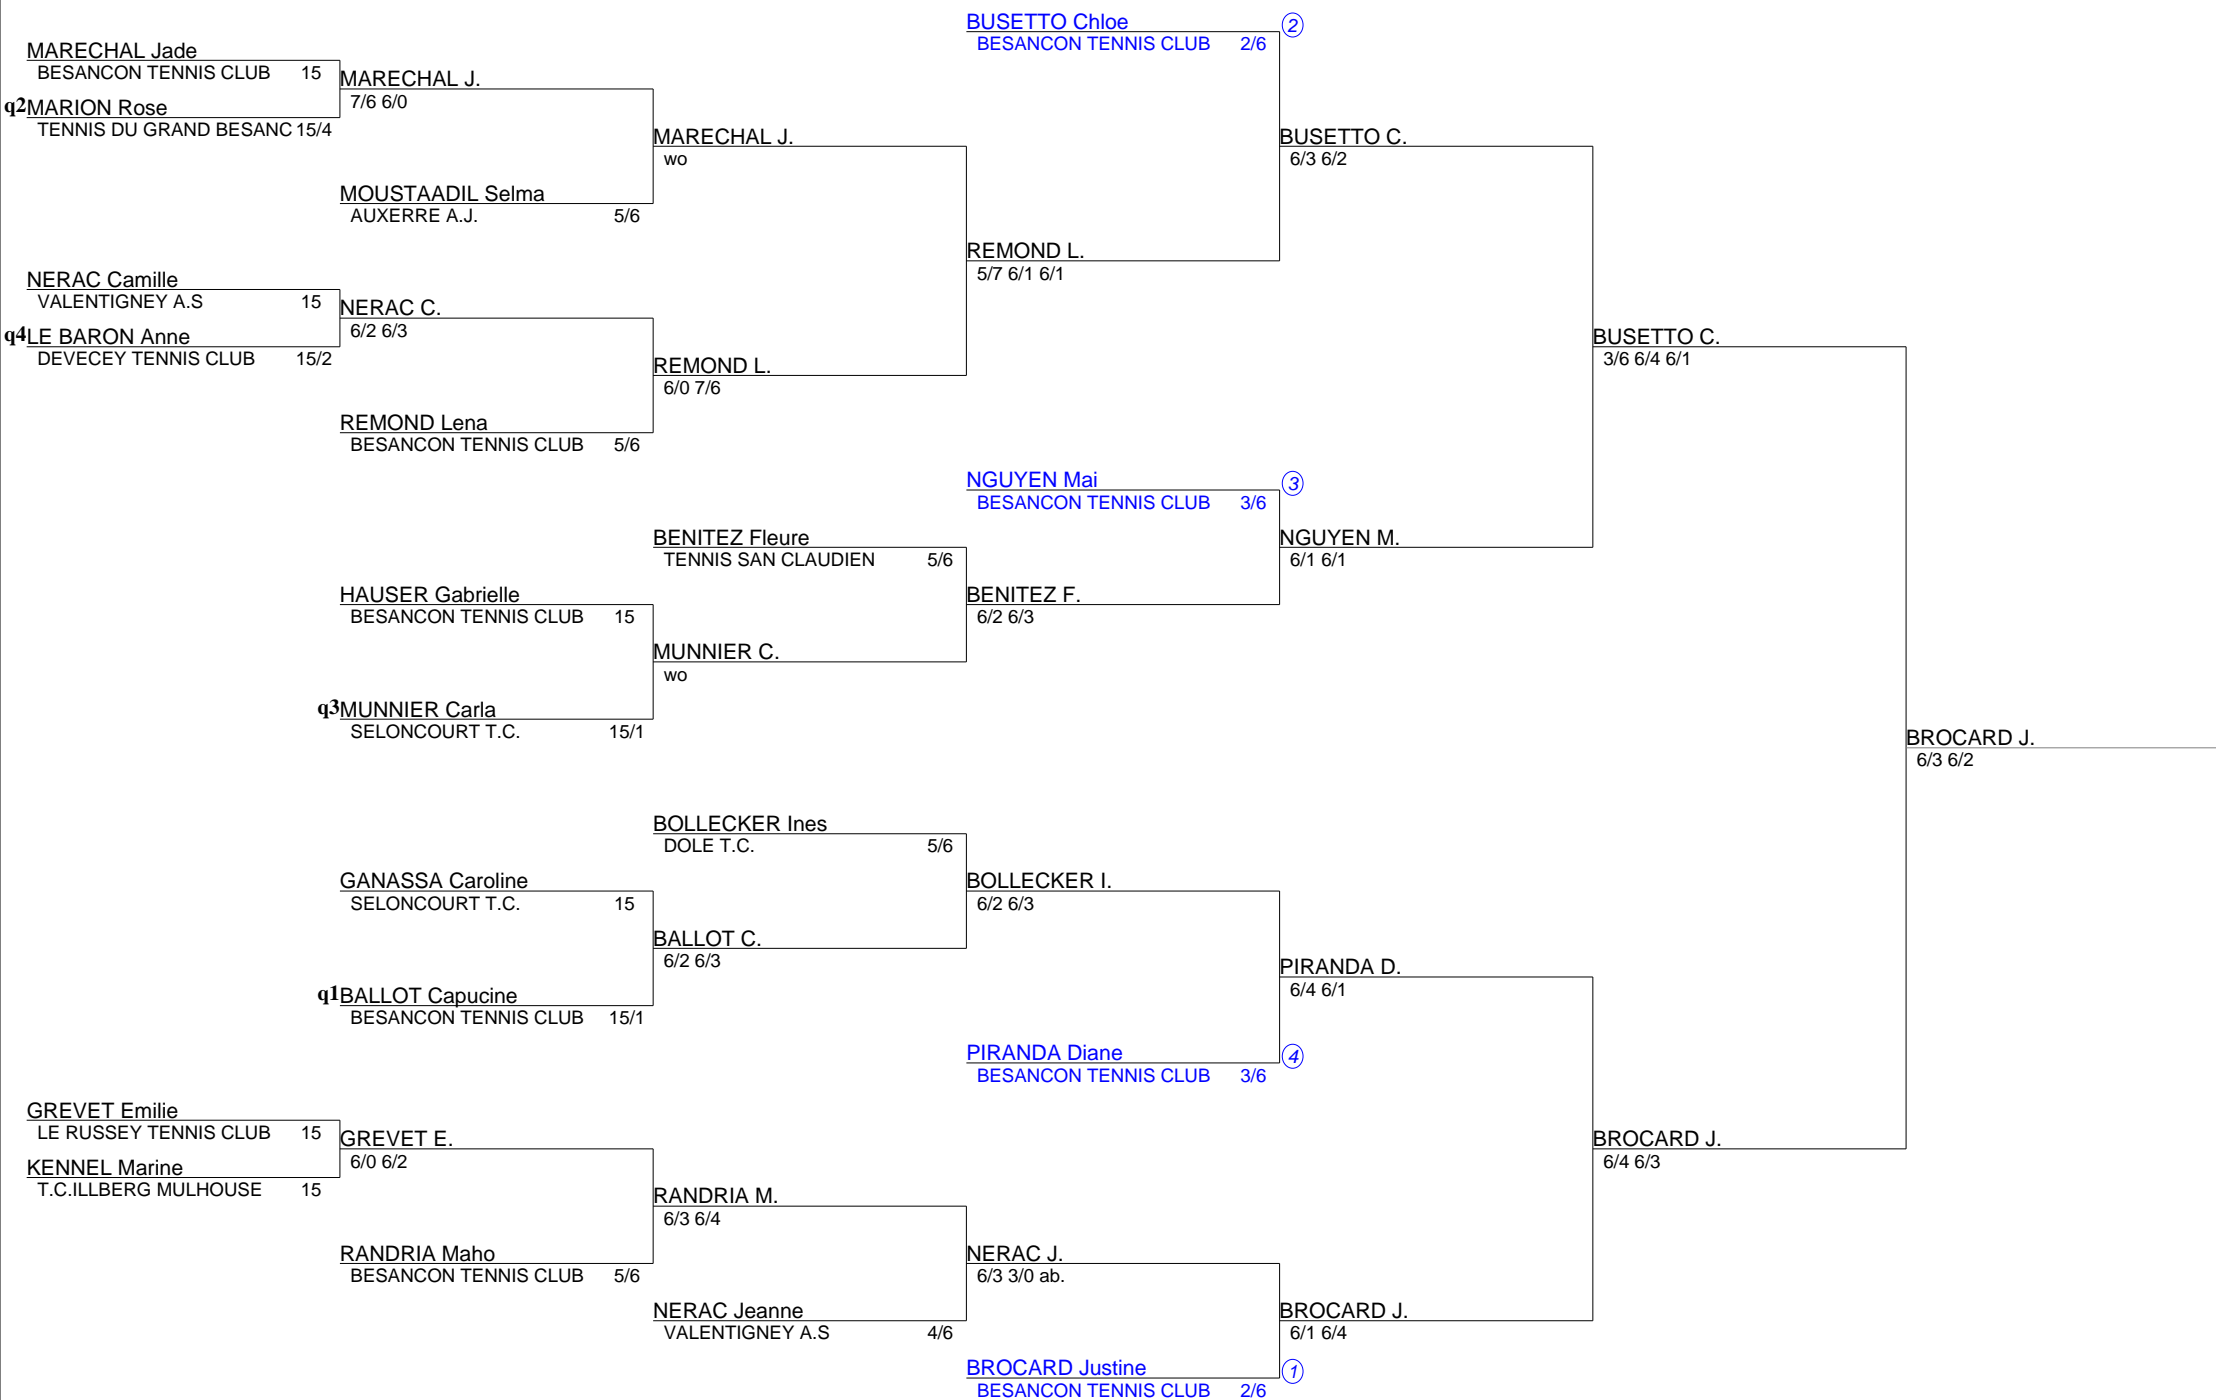 BUSETTO Chloe
2
BESANCON TENNIS CLUB 2/6
MARECHAL Jade
BESANCON TENNIS CLUB 15
MARECHAL J.
7/6 6/0
q2 MARION Rose
TENNIS DU GRAND BESANC 15/4
MARECHAL J.
wo
BUSETTO C.
6/3 6/2
MOUSTAADIL Selma
AUXERRE A.J. 5/6
REMOND L.
5/7 6/1 6/1
NERAC Camille
VALENTIGNEY A.S 15
NERAC C.
6/2 6/3
q4 LE BARON Anne
DEVECEY TENNIS CLUB 15/2
BUSETTO C.
3/6 6/4 6/1
REMOND L.
6/0 7/6
REMOND Lena
BESANCON TENNIS CLUB 5/6
NGUYEN Mai
3
BESANCON TENNIS CLUB 3/6
BENITEZ Fleure
TENNIS SAN CLAUDIEN 5/6
NGUYEN M.
6/1 6/1
HAUSER Gabrielle
BESANCON TENNIS CLUB 15
BENITEZ F.
6/2 6/3
MUNNIER C.
wo
q3 MUNNIER Carla
SELONCOURT T.C. 15/1
BROCARD J.
6/3 6/2
BOLLECKER Ines
DOLE T.C. 5/6
GANASSA Caroline
SELONCOURT T.C. 15
BOLLECKER I.
6/2 6/3
BALLOT C.
6/2 6/3
PIRANDA D.
6/4 6/1
q1 BALLOT Capucine
BESANCON TENNIS CLUB 15/1
PIRANDA Diane
4
BESANCON TENNIS CLUB 3/6
GREVET Emilie
LE RUSSEY TENNIS CLUB 15
GREVET E.
6/0 6/2
BROCARD J.
6/4 6/3
KENNEL Marine
T.C.ILLBERG MULHOUSE 15
RANDRIA M.
6/3 6/4
RANDRIA Maho
BESANCON TENNIS CLUB 5/6
NERAC J.
6/3 3/0 ab.
NERAC Jeanne
VALENTIGNEY A.S 4/6
BROCARD J.
6/1 6/4
BROCARD Justine
1
BESANCON TENNIS CLUB 2/6